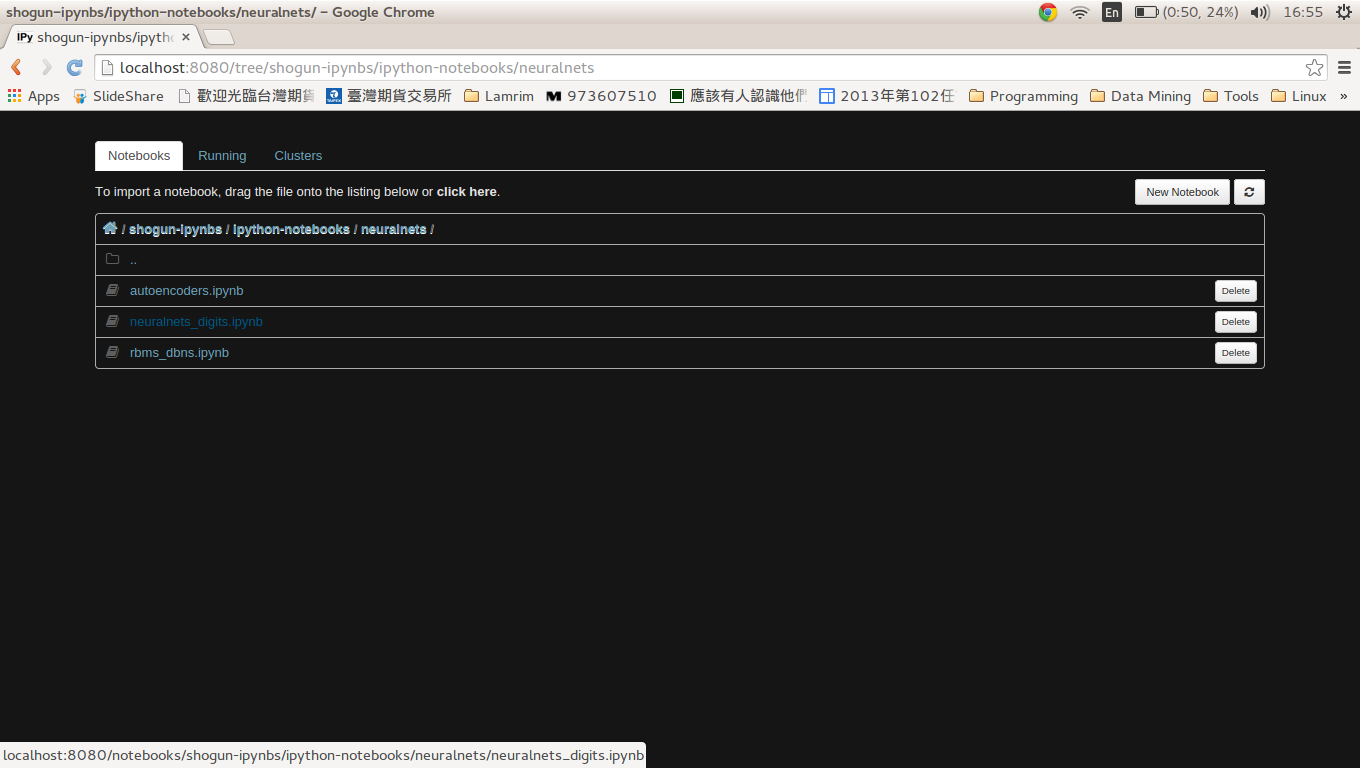 shogun-ipynbs/ipython-notebooks/neuralnets/ - Google Chrome
En (0:50, 24%) 16:55
IPy shogun-ipynbs/ipytho
localhost:8080/tree/shogun-ipynbs/ipython-notebooks/neuralnets
Apps SlideShare 歡迎光臨台灣期貨 臺灣期貨交易所 Lamrim 973607510 應該有人認識他們 2013年第102任 Programming Data Mining Tools Linux »
Notebooks Running Clusters
To import a notebook, drag the file onto the listing below or click here. New Notebook
/ shogun-ipynbs / ipython-notebooks / neuralnets /
..
autoencoders.ipynb Delete
neuralnets_digits.ipynb Delete
rbms_dbns.ipynb Delete
localhost:8080/notebooks/shogun-ipynbs/ipython-notebooks/neuralnets/neuralnets_digits.ipynb